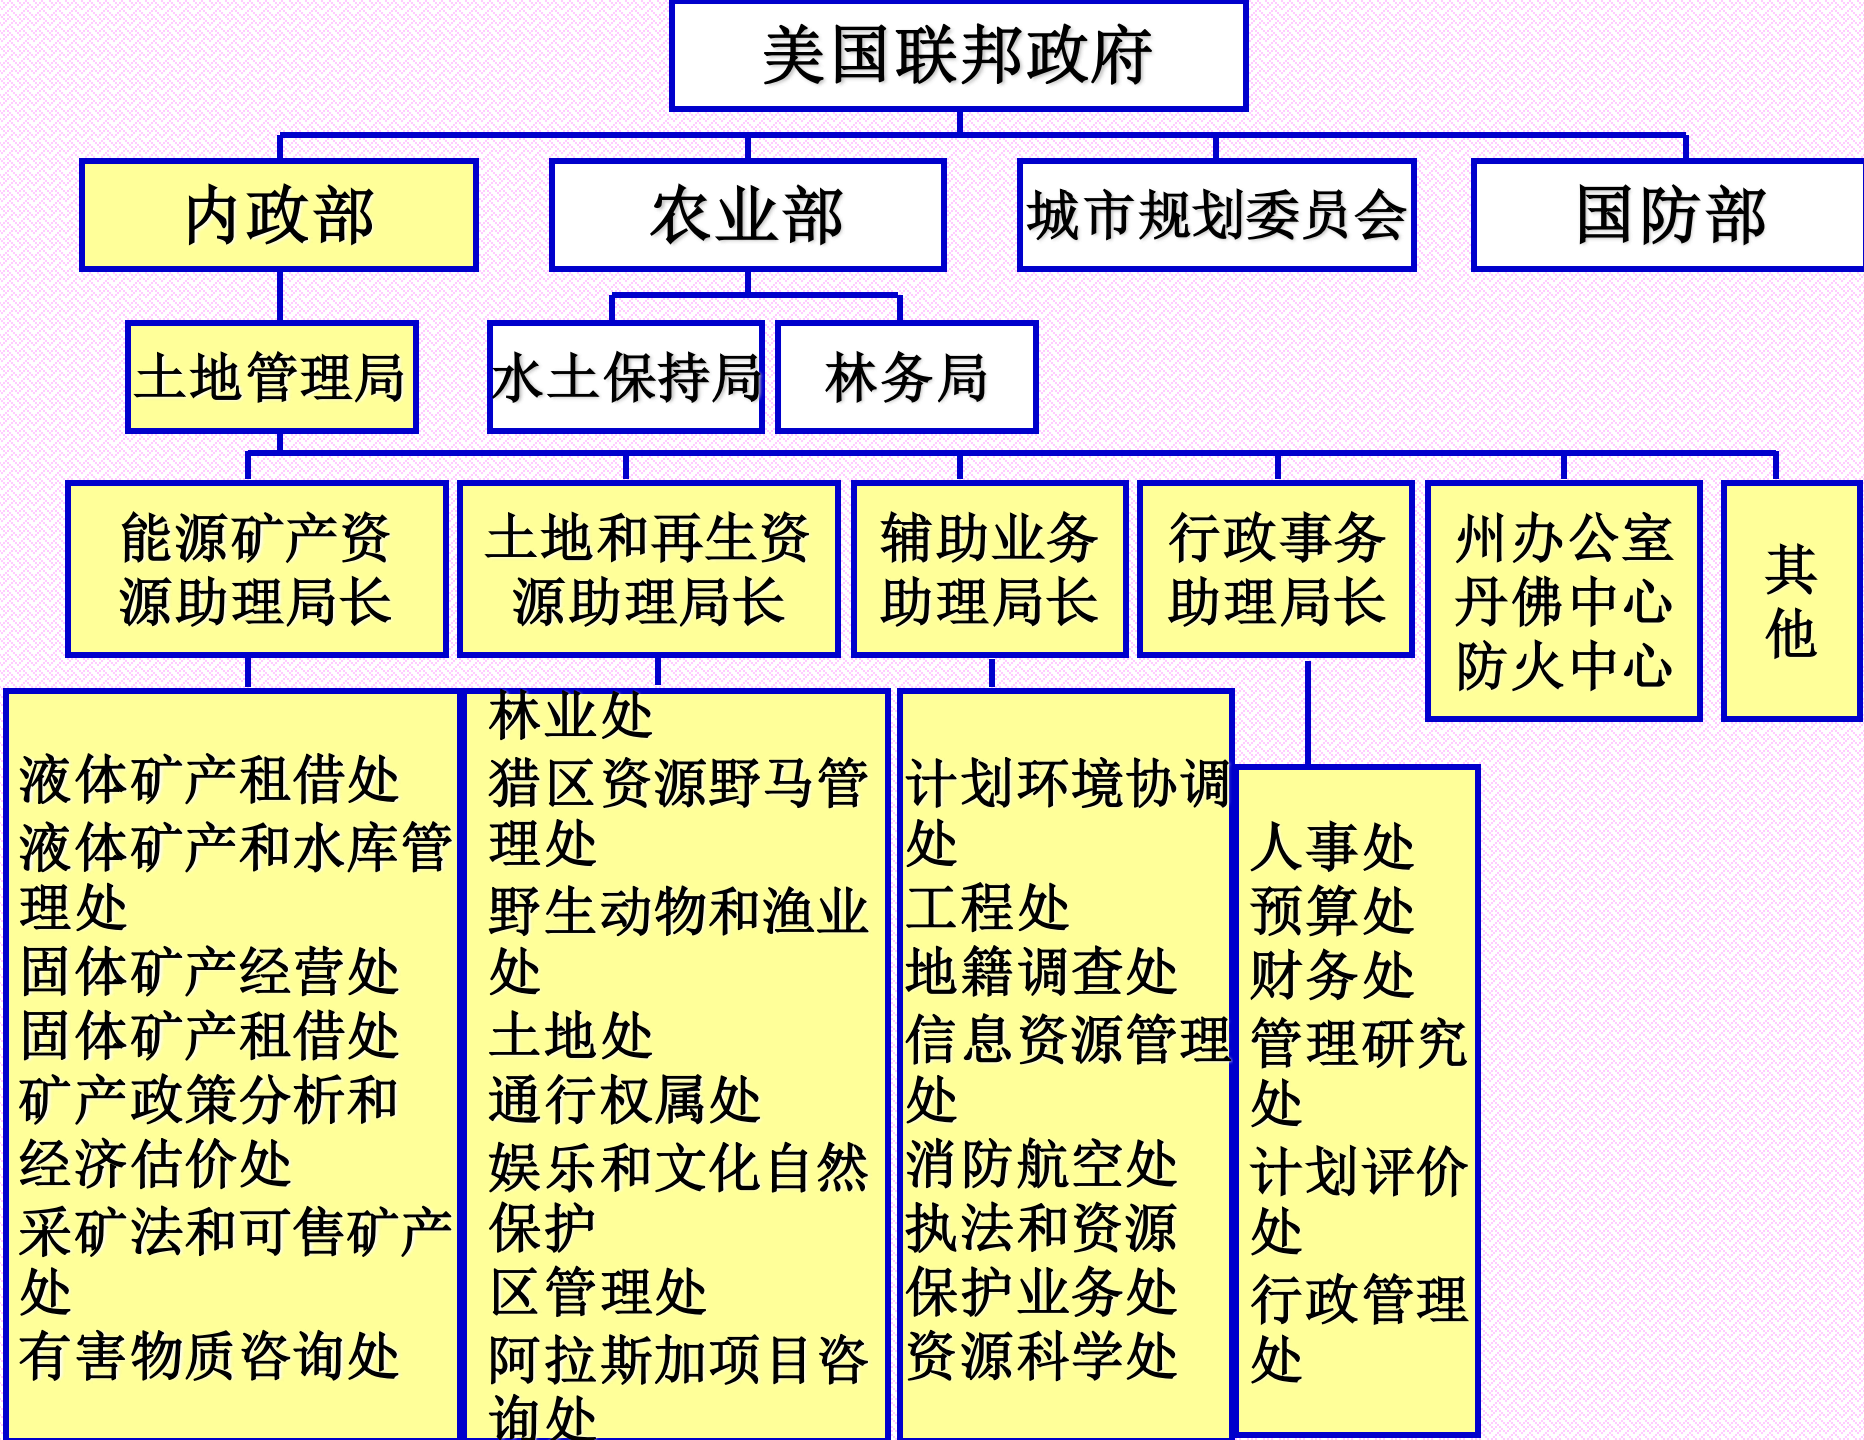 美国联邦政府
内政部
农业部
城市规划委员会
国防部
土地管理局
水土保持局
林务局
能源矿产资
源助理局长
土地和再生资
源助理局长
辅助业务
助理局长
行政事务
助理局长
州办公室
丹佛中心
防火中心
其
他
液体矿产租借处
液体矿产和水库管
理处
固体矿产经营处
固体矿产租借处
矿产政策分析和
经济估价处
采矿法和可售矿产
处
有害物质咨询处
林业处
猎区资源野马管
理处
野生动物和渔业
处
土地处
通行权属处
娱乐和文化自然
保护
区管理处
阿拉斯加项目咨
询处
计划环境协调
处
工程处
地籍调查处
信息资源管理
处
消防航空处
执法和资源
保护业务处
资源科学处
人事处
预算处
财务处
管理研究
处
计划评价
处
行政管理
处